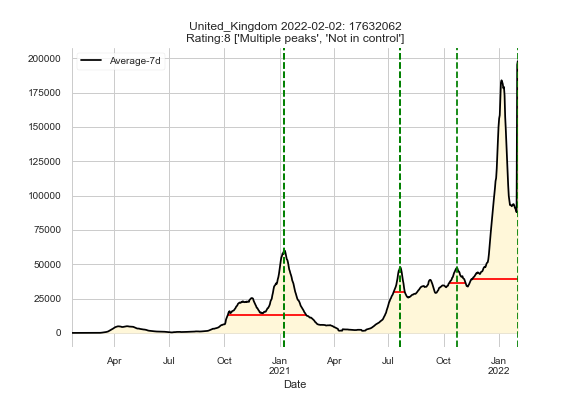 United_Kingdom 2022-02-02: 17632062
Rating:8 ['Multiple peaks', 'Not in control']
Average-7d
200000
175000
150000
125000
100000
75000
50000
25000
0
Apr Jul Oct Jan Apr Jul Oct Jan
2021 2022
Date